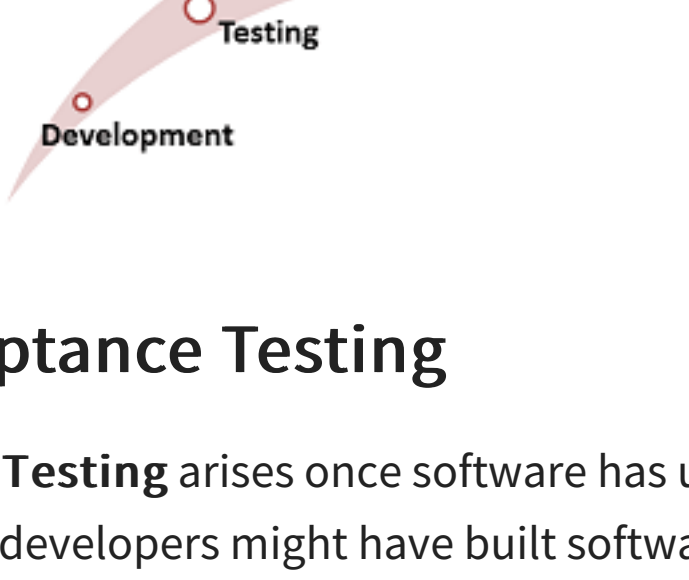 Testing
Development
ptance Testing
Testing arises once software has u
developers might have built softwa